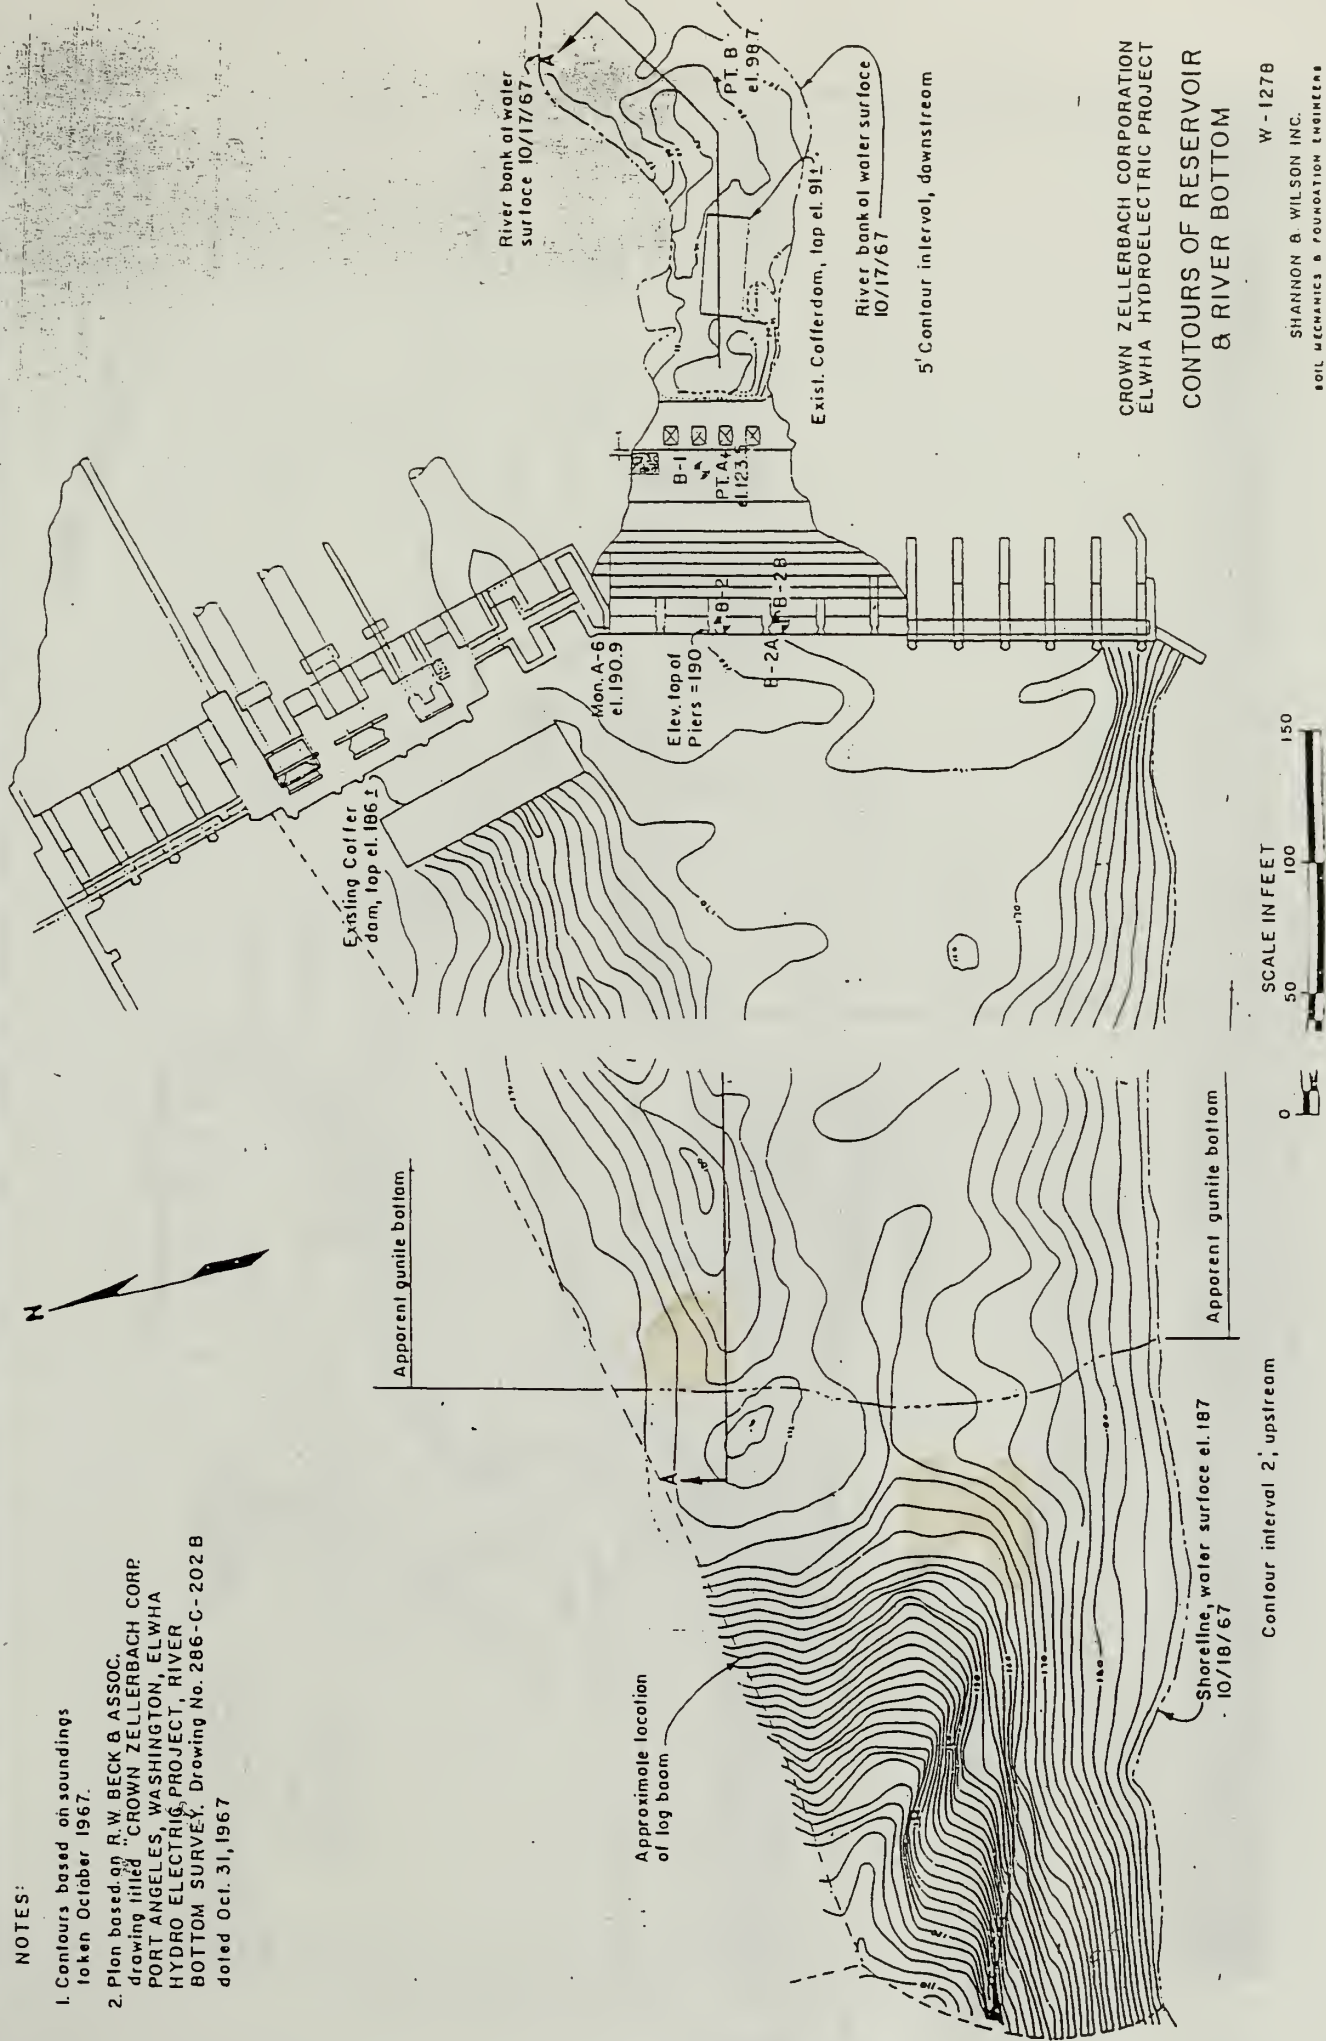 NOTES:
1. Contours based on soundings
taken October 1967.
2. Plan based on R.W. BECK & ASSOC.
drawing titled "CROWN ZELLERBACH CORP.
PORT ANGELES, WASHINGTON, ELWHA
HYDRO ELECTRIC PROJECT, RIVER
BOTTOM SURVEY. Drawing No. 286-C-202 B
dated Oct. 31, 1967
N
Apparent gunite bottom
Approximate location
of log boom
A
Existing Coffer
dam, top el. 186 ±
Mon. A-6
el. 190.9
Elev. top of
Piers = 190
B-2
B-2A
B-2B
B-1
PT. A
el. 123.5
River bank at water
surface 10/17/67
A
PT. B
el. 98.7
Exist. Cofferdam, top el. 91±
River bank at water surface
10/17/67
5' Contour interval, downstream
170
170
170
110
180
Apparent gunite bottom
Shoreline, water surface el. 187
10/18/67
Contour interval 2', upstream
SCALE IN FEET
0 50 100 150
CROWN ZELLERBACH CORPORATION
ELWHA HYDROELECTRIC PROJECT
CONTOURS OF RESERVOIR
& RIVER BOTTOM
W-1278
SHANNON & WILSON INC.
SOIL MECHANICS & FOUNDATION ENGINEERS